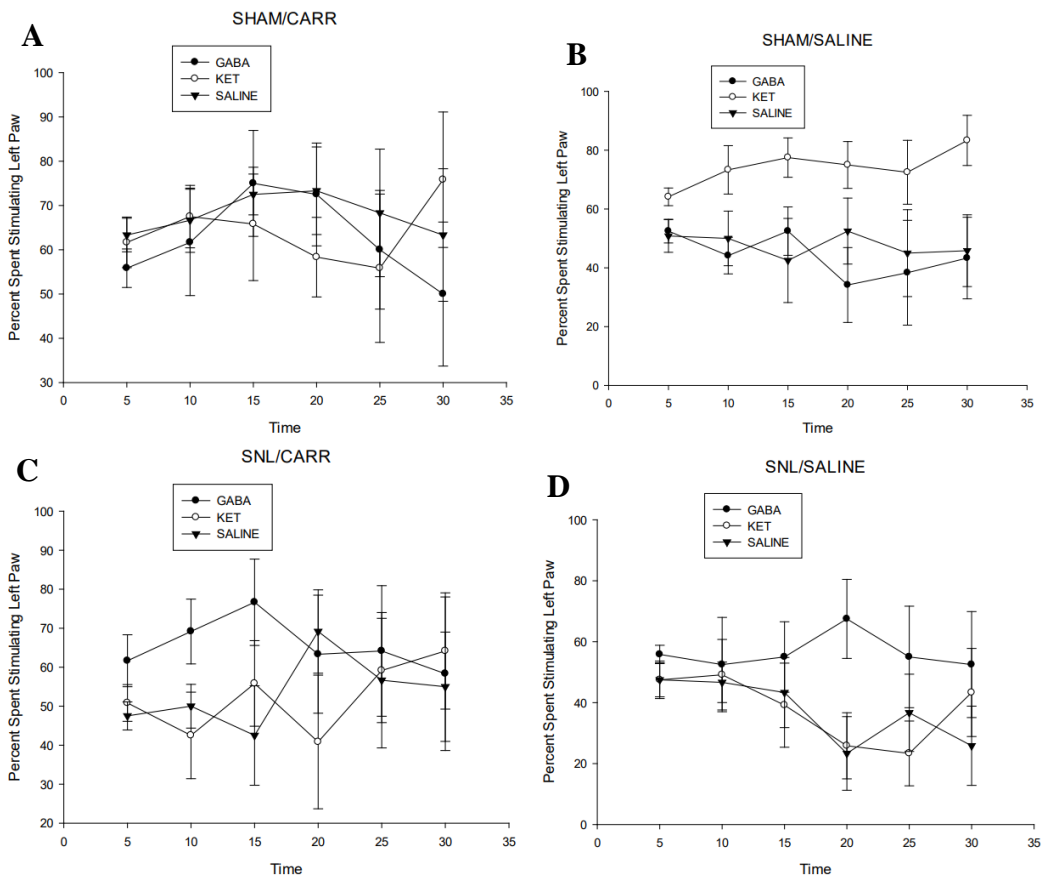 A
SHAM/CARR
GABA
KET
SALINE
100
90
80
70
60
50
40
30
Percent Spent Stimulating Left Paw
0 5 10 15 20 25 30 35
Time
B
SHAM/SALINE
GABA
KET
SALINE
100
80
60
40
20
0
Percent Spent Stimulating Left Paw
0 5 10 15 20 25 30 35
Time
C
SNL/CARR
GABA
KET
SALINE
100
90
80
70
60
50
40
30
20
Percent Spent Stimulating Left Paw
0 5 10 15 20 25 30 35
Time
D
SNL/SALINE
GABA
KET
SALINE
100
80
60
40
20
0
Percent Spent Stimulating Left Paw
0 5 10 15 20 25 30 35
Time